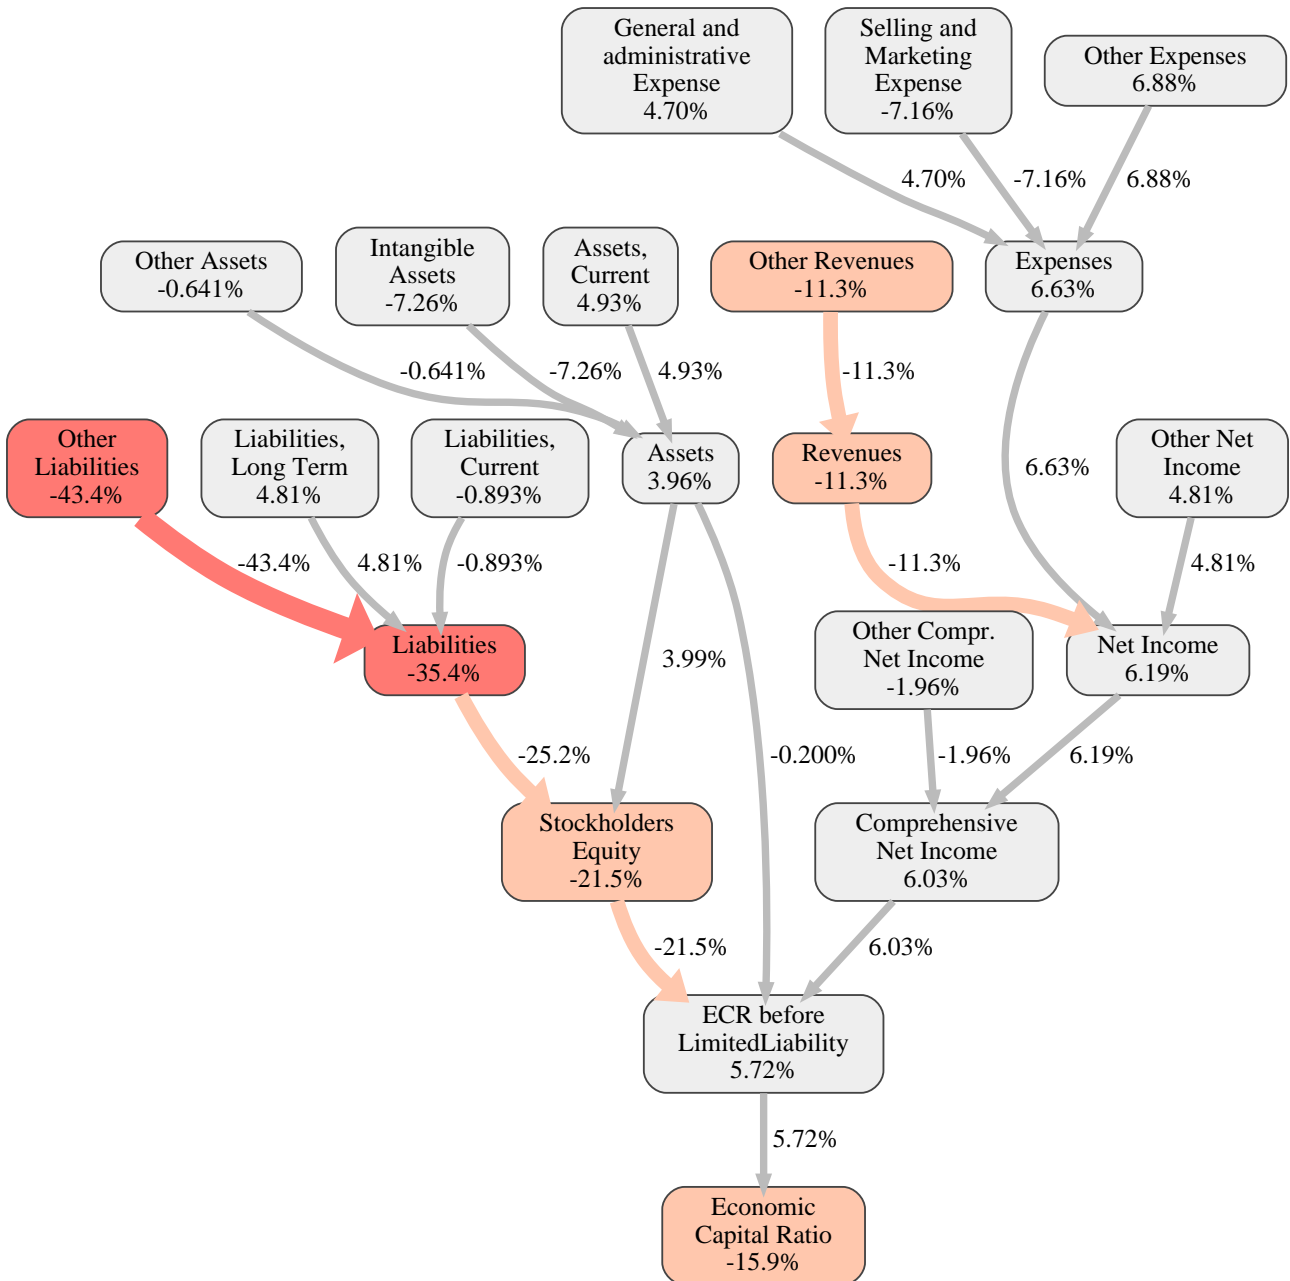 General and
administrative
Expense
4.70%
Selling and
Marketing
Expense
-7.16%
Other Expenses
6.88%
4.70%
-7.16%
6.88%
Other Assets
-0.641%
Intangible
Assets
-7.26%
Assets,
Current
4.93%
Other Revenues
-11.3%
Expenses
6.63%
-0.641%
-7.26%
4.93%
-11.3%
Other
Liabilities
-43.4%
Liabilities,
Long Term
4.81%
Liabilities,
Current
-0.893%
Assets
3.96%
Revenues
-11.3%
6.63%
Other Net
Income
4.81%
-43.4%
4.81%
-0.893%
-11.3%
4.81%
Liabilities
-35.4%
3.99%
Other Compr.
Net Income
-1.96%
Net Income
6.19%
-25.2%
-0.200%
-1.96%
6.19%
Stockholders
Equity
-21.5%
Comprehensive
Net Income
6.03%
-21.5%
6.03%
ECR before
LimitedLiability
5.72%
5.72%
Economic
Capital Ratio
-15.9%